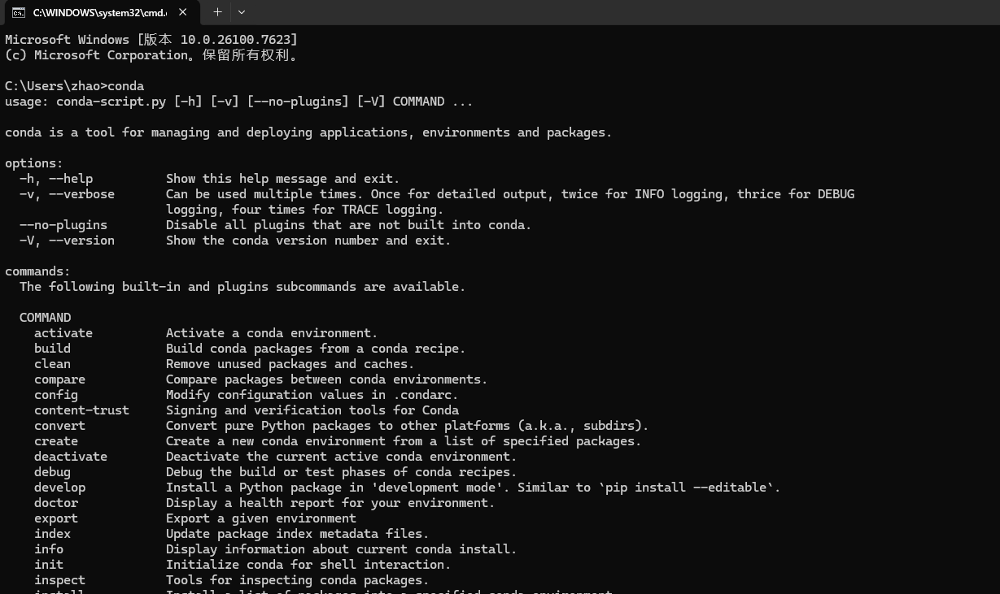 C:\WINDOWS\system32\cmd.
Microsoft Windows [版本 10.0.26100.7623]
(c) Microsoft Corporation。保留所有权利。
C:\Users\zhao>conda
usage: conda-script.py [-h] [-v] [--no-plugins] [-V] COMMAND ...
conda is a tool for managing and deploying applications, environments and packages.
options:
-h, --help Show this help message and exit.
-v, --verbose Can be used multiple times. Once for detailed output, twice for INFO logging, thrice for DEBUG
logging, four times for TRACE logging.
--no-plugins Disable all plugins that are not built into conda.
-V, --version Show the conda version number and exit.
commands:
The following built-in and plugins subcommands are available.
COMMAND
activate Activate a conda environment.
build Build conda packages from a conda recipe.
clean Remove unused packages and caches.
compare Compare packages between conda environments.
config Modify configuration values in .condarc.
content-trust Signing and verification tools for Conda
convert Convert pure Python packages to other platforms (a.k.a., subdirs).
create Create a new conda environment from a list of specified packages.
deactivate Deactivate the current active conda environment.
debug Debug the build or test phases of conda recipes.
develop Install a Python package in 'development mode'. Similar to `pip install --editable`.
doctor Display a health report for your environment.
export Export a given environment
index Update package index metadata files.
info Display information about current conda install.
init Initialize conda for shell interaction.
inspect Tools for inspecting conda packages.
install Install a list of packages into a specified conda environment.